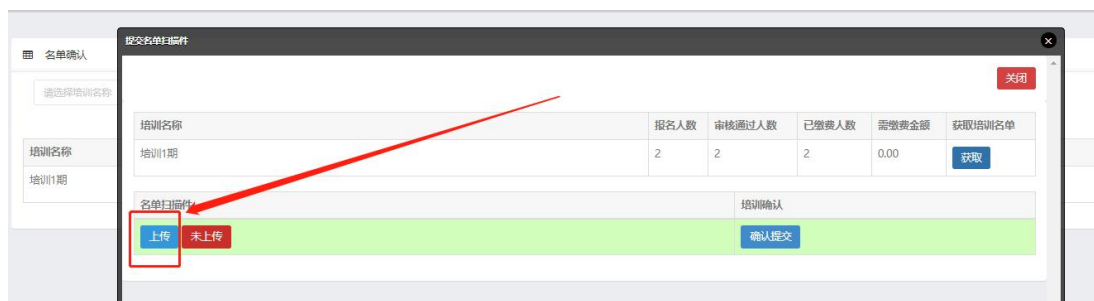 提交名单扫描件
名单确认
请选择培训名称
关闭
培训名称 报名人数 审核通过人数 已缴费人数 需缴费金额 获取培训名单
培训1期 2 2 2 0.00 获取
培训名称
培训1期
名单扫描件 培训确认
上传 未上传 确认提交